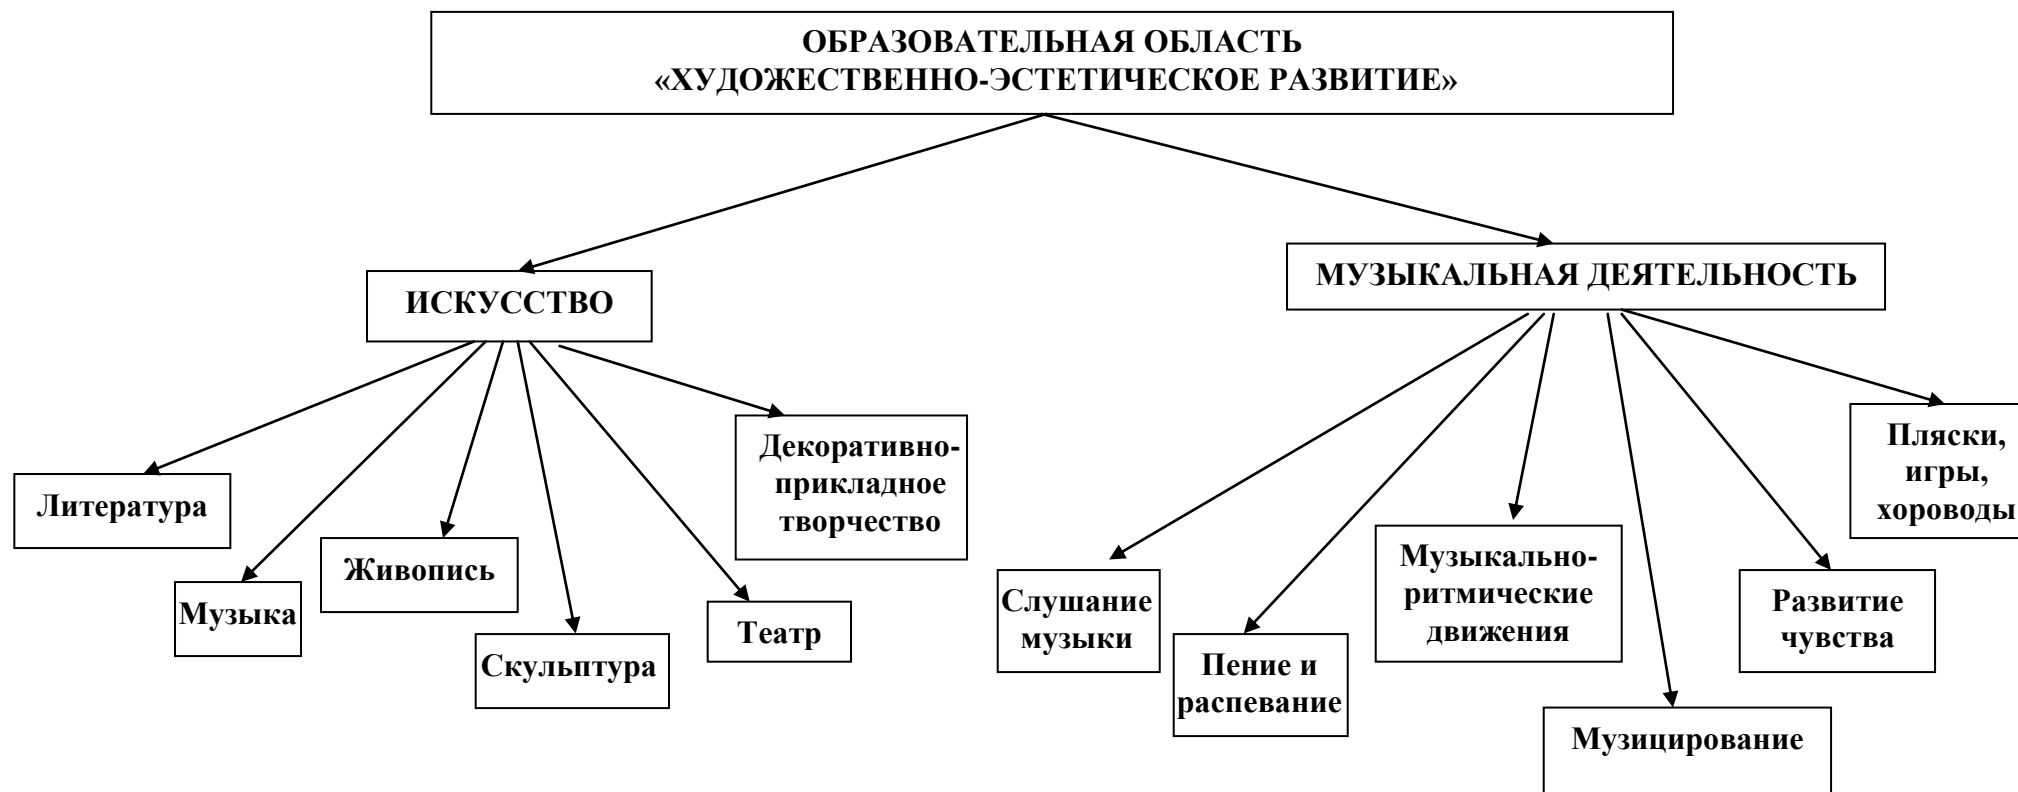 ОБРАЗОВАТЕЛЬНАЯ ОБЛАСТЬ
«ХУДОЖЕСТВЕННО-ЭСТЕТИЧЕСКОЕ РАЗВИТИЕ»
ИСКУССТВО
МУЗЫКАЛЬНАЯ ДЕЯТЕЛЬНОСТЬ
Литература
Музыка
Живопись
Скульптура
Театр
Декоративно-
прикладное
творчество
Слушание
музыки
Пение и
распевание
Музыкально-
ритмические
движения
Музицирование
Развитие
чувства
Пляски,
игры,
хороводы